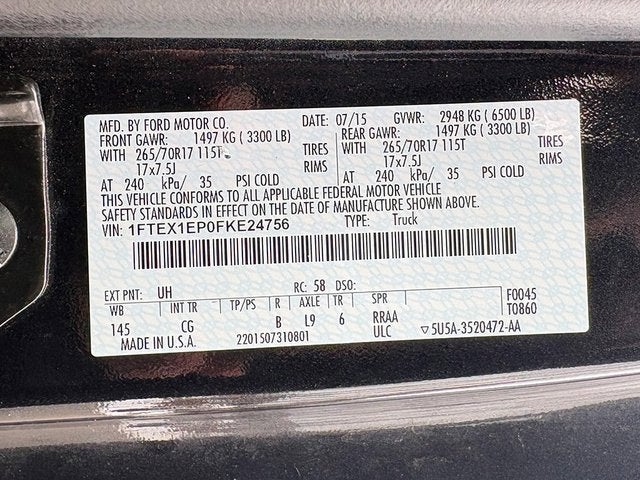 MFD. BY FORD MOTOR CO. DATE: 07/15 GVWR: 2948 KG ( 6500 LB)
FRONT GAWR: 1497 KG ( 3300 LB) REAR GAWR: 1497 KG ( 3300 LB)
WITH 265/70R17 115T TIRES WITH 265/70R17 115T TIRES
17x7.5J RIMS 17x7.5J RIMS
AT 240 kPa/ 35 PSI COLD AT 240 kPa/ 35 PSI COLD
THIS VEHICLE CONFORMS TO ALL APPLICABLE FEDERAL MOTOR VEHICLE
SAFETY STANDARDS IN EFFECT ON THE DATE OF MANUFACTURE SHOWN ABOVE.
VIN: 1FTEX1EP0FKE24756 TYPE: Truck
EXT PNT: UH RC: 58 DSO: F0045
WB INT TR TP/PS R AXLE TR SPR T0860
145 CG B L9 6 RRAA
MADE IN U.S.A. 2201507310801 ULC ▽5U5A-3520472-AA